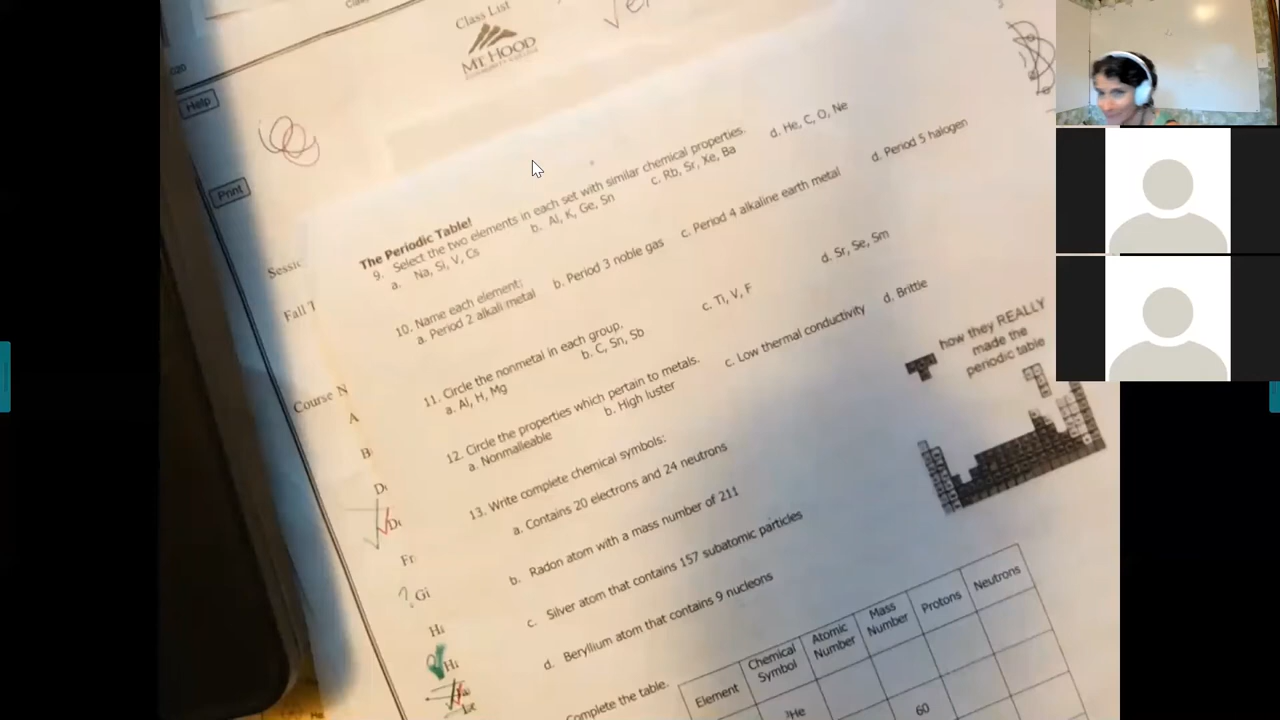 Class List
MT HOOD
COMMUNITY COLLEGE
Help
Print
The Periodic Table!
9. Select the two elements in each set with similar chemical properties.
a. Na, Si, V, Cs b. Al, K, Ge, Sn c. Rb, Sr, Xe, Ba d. He, C, O, Ne
10. Name each element:
a. Period 2 alkali metal b. Period 3 noble gas c. Period 4 alkaline earth metal d. Period 5 halogen
11. Circle the nonmetal in each group.
a. Al, H, Mg b. C, Sn, Sb c. Ti, V, F d. Sr, Se, Sm
12. Circle the properties which pertain to metals.
a. Nonmalleable b. High luster c. Low thermal conductivity d. Brittle
13. Write complete chemical symbols:
a. Contains 20 electrons and 24 neutrons
b. Radon atom with a mass number of 211
c. Silver atom that contains 157 subatomic particles
d. Beryllium atom that contains 9 nucleons
how they REALLY
made the
periodic table
Complete the table.
Element Chemical Symbol Atomic Number Mass Number Protons Neutrons
He 60
Sessic
Fall T
Course N
A
B
Fr
? Gi